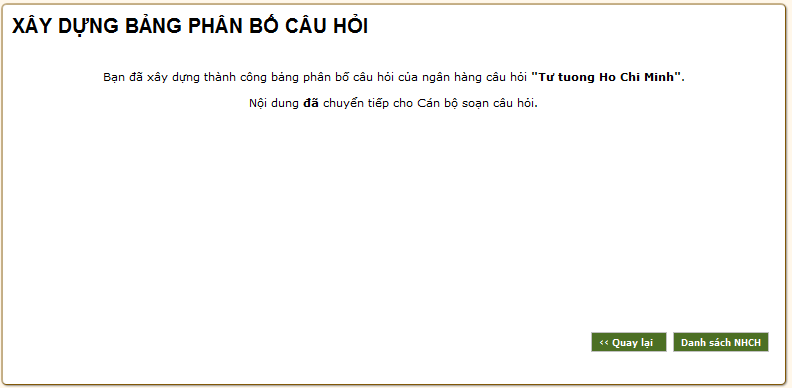 XÂY DỰNG BẢNG PHÂN BỐ CÂU HỎI
Bạn đã xây dựng thành công bảng phân bố câu hỏi của ngân hàng câu hỏi "Tư tuong Ho Chi Minh".
Nội dung đã chuyển tiếp cho Cán bộ soạn câu hỏi.
<< Quay lại
Danh sách NHCH